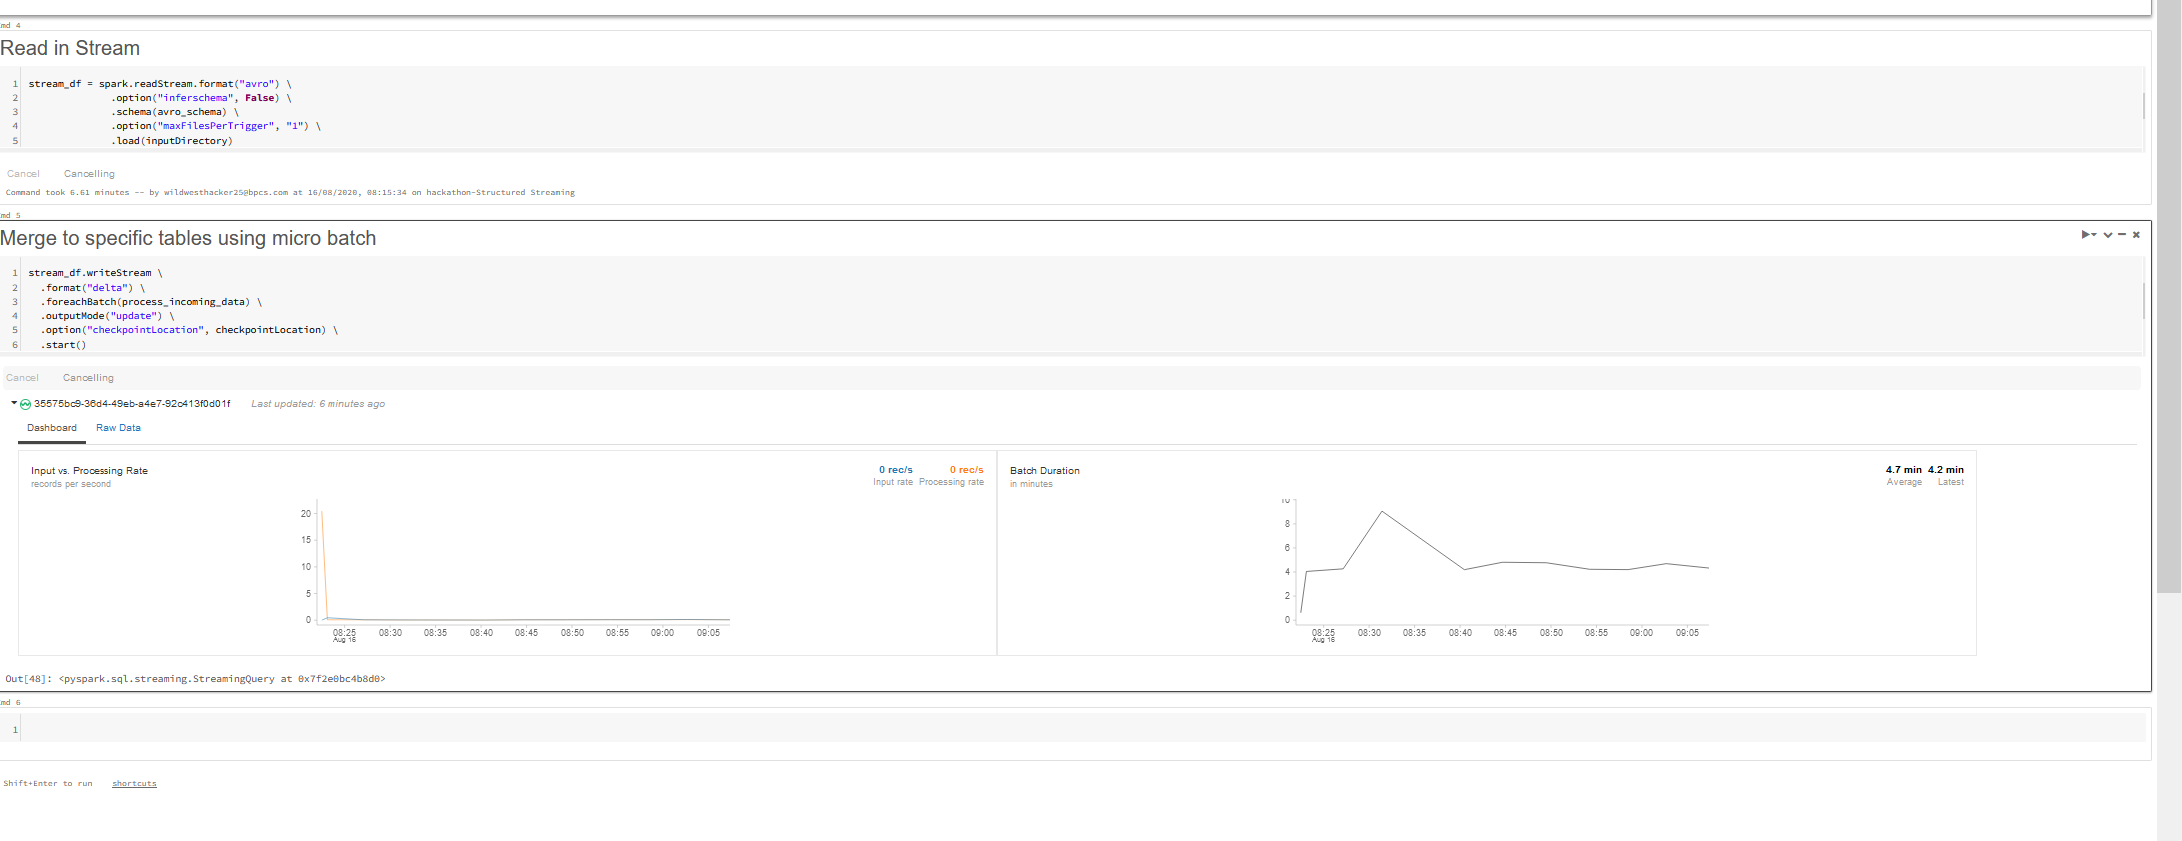 md 4
Read in Stream
1 stream_df = spark.readStream.format("avro") \
2 .option("inferschema", False) \
3 .schema(avro_schema) \
4 .option("maxFilesPerTrigger", "1") \
5 .load(inputDirectory)
Cancel Cancelling
Command took 6.61 minutes -- by wildwesthacker25@bpcs.com at 16/08/2020, 08:15:34 on hackathon-Structured Streaming
md 5
Merge to specific tables using micro batch
1 stream_df.writeStream \
2 .format("delta") \
3 .foreachBatch(process_incoming_data) \
4 .outputMode("update") \
5 .option("checkpointLocation", checkpointLocation) \
6 .start()
Cancel Cancelling
35575bc9-36d4-49eb-a4e7-92c413f0d01f Last updated: 6 minutes ago
Dashboard Raw Data
Input vs. Processing Rate
records per second
0 rec/s 0 rec/s
Input rate Processing rate
20
15
10
5
0
08:25 08:30 08:35 08:40 08:45 08:50 08:55 09:00 09:05
Aug 16
Batch Duration
in minutes
4.7 min 4.2 min
Average Latest
10
8
6
4
2
0
08:25 08:30 08:35 08:40 08:45 08:50 08:55 09:00 09:05
Aug 16
Out[48]: <pyspark.sql.streaming.StreamingQuery at 0x7f2e0bc4b8d0>
md 6
1
Shift+Enter to run shortcuts